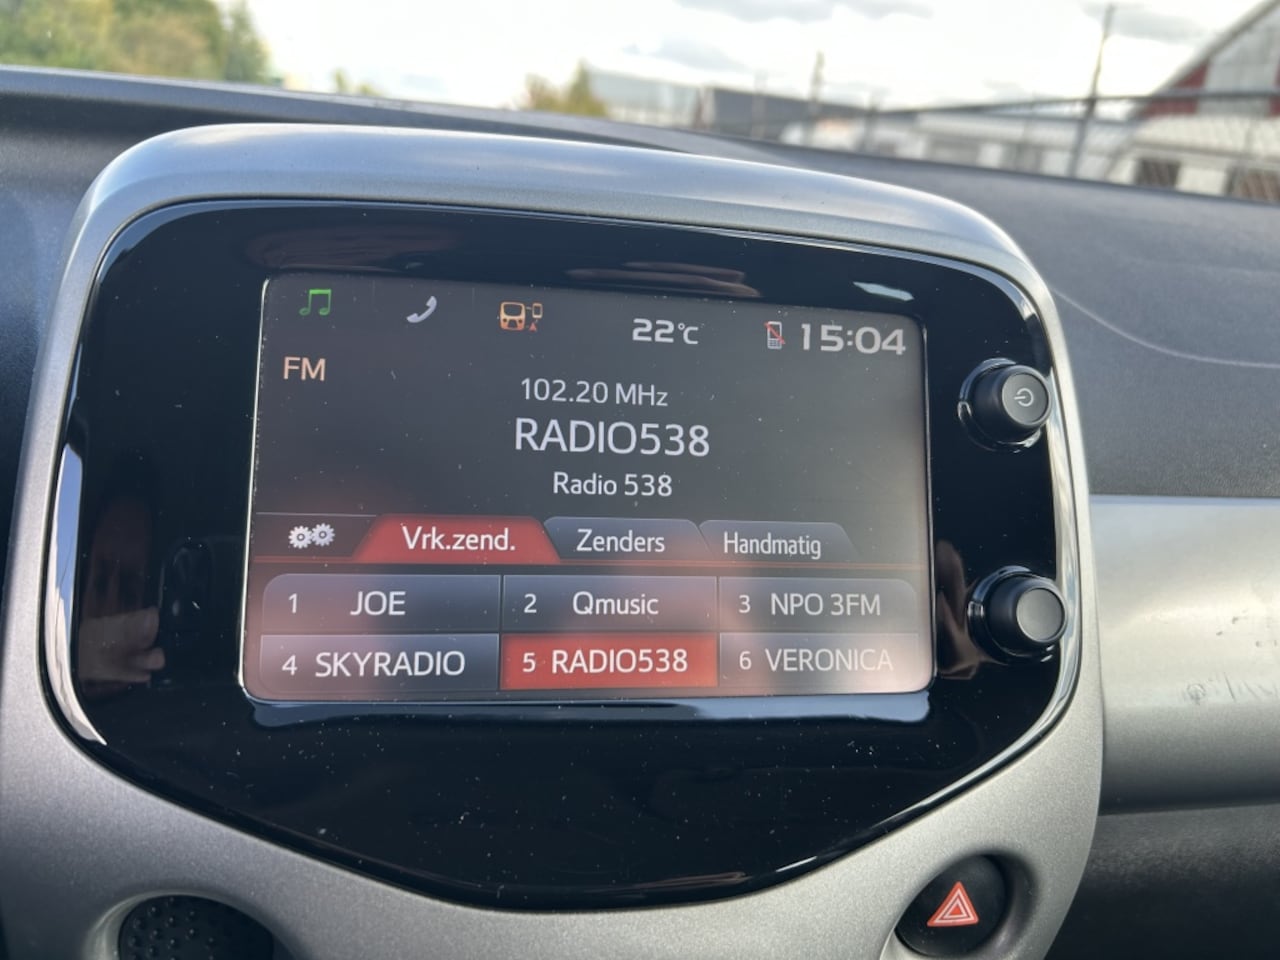 22°C 15:04
FM
102.20 MHz
RADIO538
Radio 538
Vrk.zend. Zenders Handmatig
1 JOE 2 Qmusic 3 NPO 3FM
4 SKYRADIO 5 RADIO538 6 VERONICA